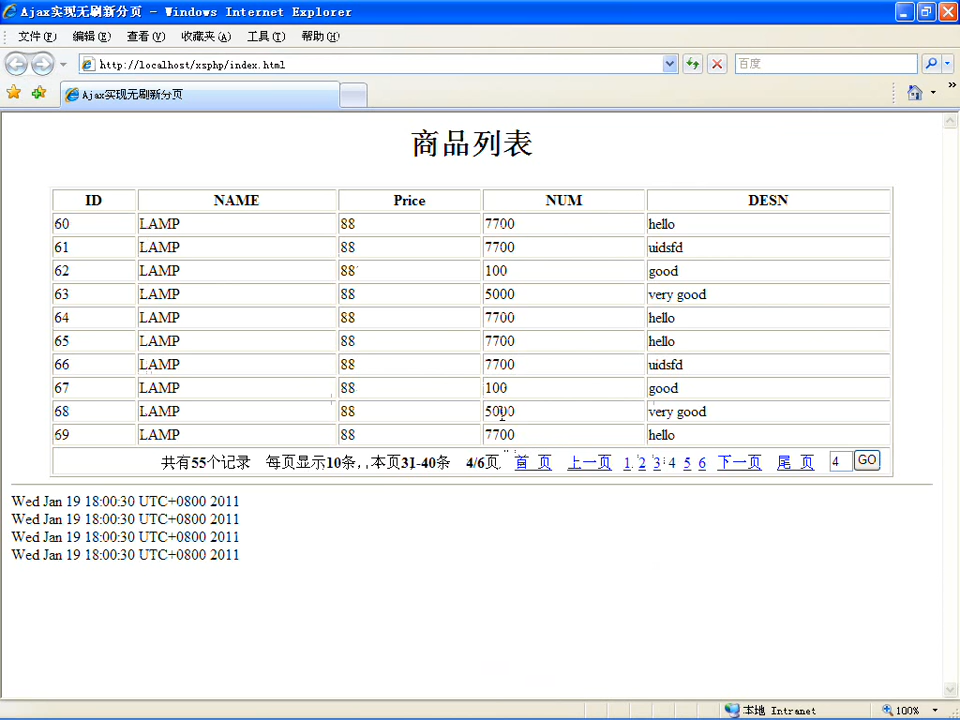 Ajax实现无刷新分页 - Windows Internet Explorer
文件(F) 编辑(E) 查看(V) 收藏夹(A) 工具(T) 帮助(H)
http://localhost/xsphp/index.html 百度
Ajax实现无刷新分页
商品列表
ID NAME Price NUM DESN
60 LAMP 88 7700 hello
61 LAMP 88 7700 uidsfd
62 LAMP 88 100 good
63 LAMP 88 5000 very good
64 LAMP 88 7700 hello
65 LAMP 88 7700 hello
66 LAMP 88 7700 uidsfd
67 LAMP 88 100 good
68 LAMP 88 5000 very good
69 LAMP 88 7700 hello
共有55个记录 每页显示10条, 本页31-40条 4/6页 首 页 上一页 1 2 3 4 5 6 下一页 尾 页 4 GO
Wed Jan 19 18:00:30 UTC+0800 2011
Wed Jan 19 18:00:30 UTC+0800 2011
Wed Jan 19 18:00:30 UTC+0800 2011
Wed Jan 19 18:00:30 UTC+0800 2011
本地 Intranet 100%